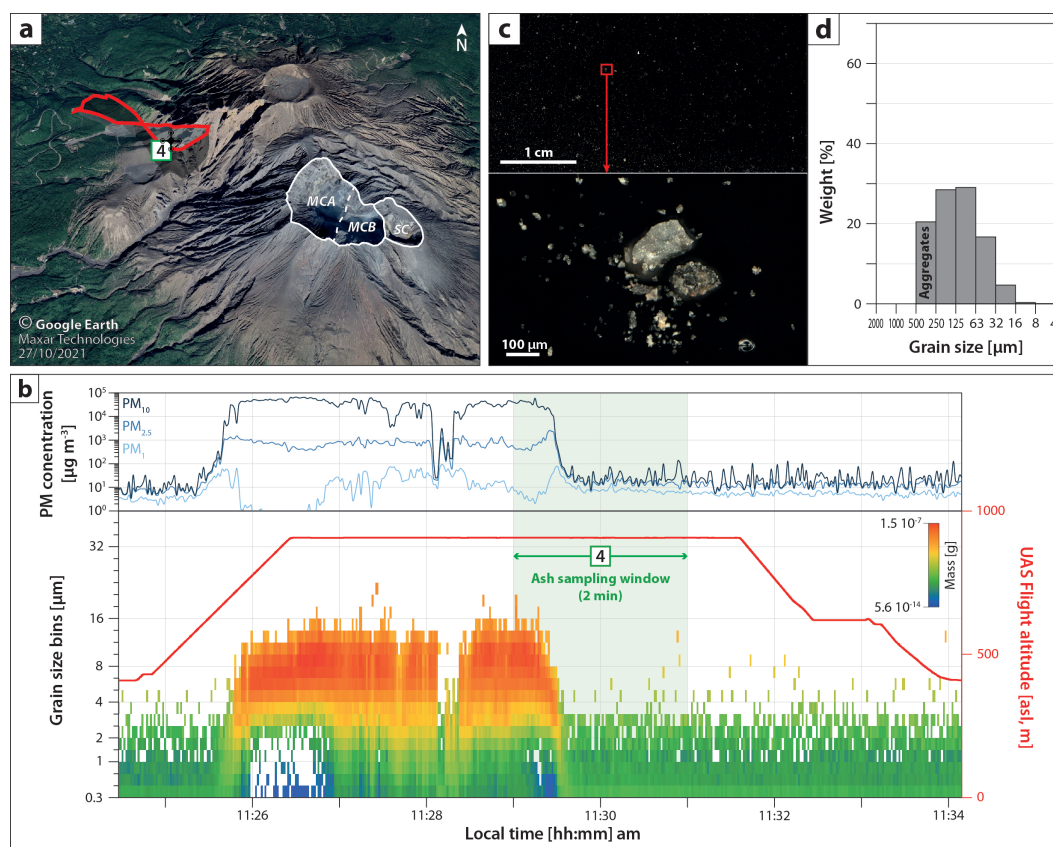 a
N
4
MCA
MCB
SC
© Google Earth
Maxar Technologies
27/10/2021
c
1 cm
100 µm
d
Weight [%]
60
40
20
0
Aggregates
2000 1000 500 250 125 63 32 16 8 4
Grain size [µm]
b
PM conentration
[µg m⁻³]
10⁵
10⁴
10³
10²
10¹
10⁰
PM₁₀
PM₂.₅
PM₁
Grain size bins [µm]
32
16
8
4
2
1
0.3
4
Ash sampling window
(2 min)
1.5 10⁻⁷
5.6 10⁻¹⁴
Mass [g]
1000
500
0
UAS Flight altitude [asl, m]
11:26 11:28 11:30 11:32 11:34
Local time [hh:mm] am